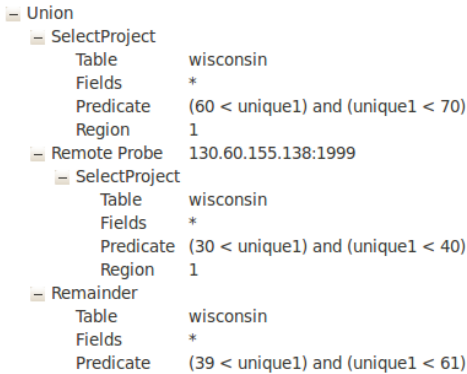 Union
SelectProject
Table wisconsin
Fields *
Predicate (60 < unique1) and (unique1 < 70)
Region 1
Remote Probe 130.60.155.138:1999
SelectProject
Table wisconsin
Fields *
Predicate (30 < unique1) and (unique1 < 40)
Region 1
Remainder
Table wisconsin
Fields *
Predicate (39 < unique1) and (unique1 < 61)